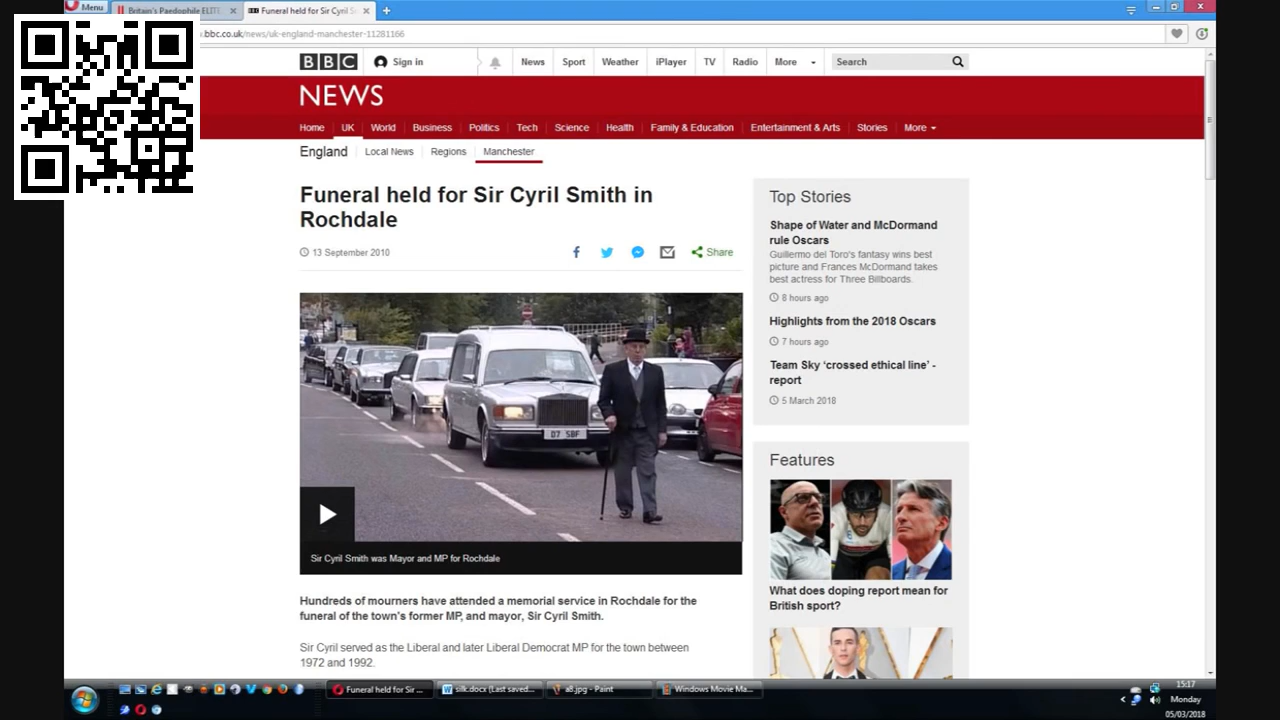 Menu
Britain's Paedophile ELITE
Funeral held for Sir Cyril S
.bbc.co.uk/news/uk-england-manchester-11281166
BBC
Sign in
News
Sport
Weather
iPlayer
TV
Radio
More
Search
NEWS
Home
UK
World
Business
Politics
Tech
Science
Health
Family & Education
Entertainment & Arts
Stories
More
England
Local News
Regions
Manchester
Funeral held for Sir Cyril Smith in
Rochdale
13 September 2010
Share
D7 SBF
Sir Cyril Smith was Mayor and MP for Rochdale
Hundreds of mourners have attended a memorial service in Rochdale for the
funeral of the town's former MP, and mayor, Sir Cyril Smith.
Sir Cyril served as the Liberal and later Liberal Democrat MP for the town between
1972 and 1992.
Top Stories
Shape of Water and McDormand
rule Oscars
Guillermo del Toro's fantasy wins best
picture and Frances McDormand takes
best actress for Three Billboards.
8 hours ago
Highlights from the 2018 Oscars
7 hours ago
Team Sky ‘crossed ethical line’ -
report
5 March 2018
Features
What does doping report mean for
British sport?
Funeral held for Sir ...
silk.docx (Last saved...
a8.jpg - Paint
Windows Movie Ma...
15:17
Monday
05/03/2018